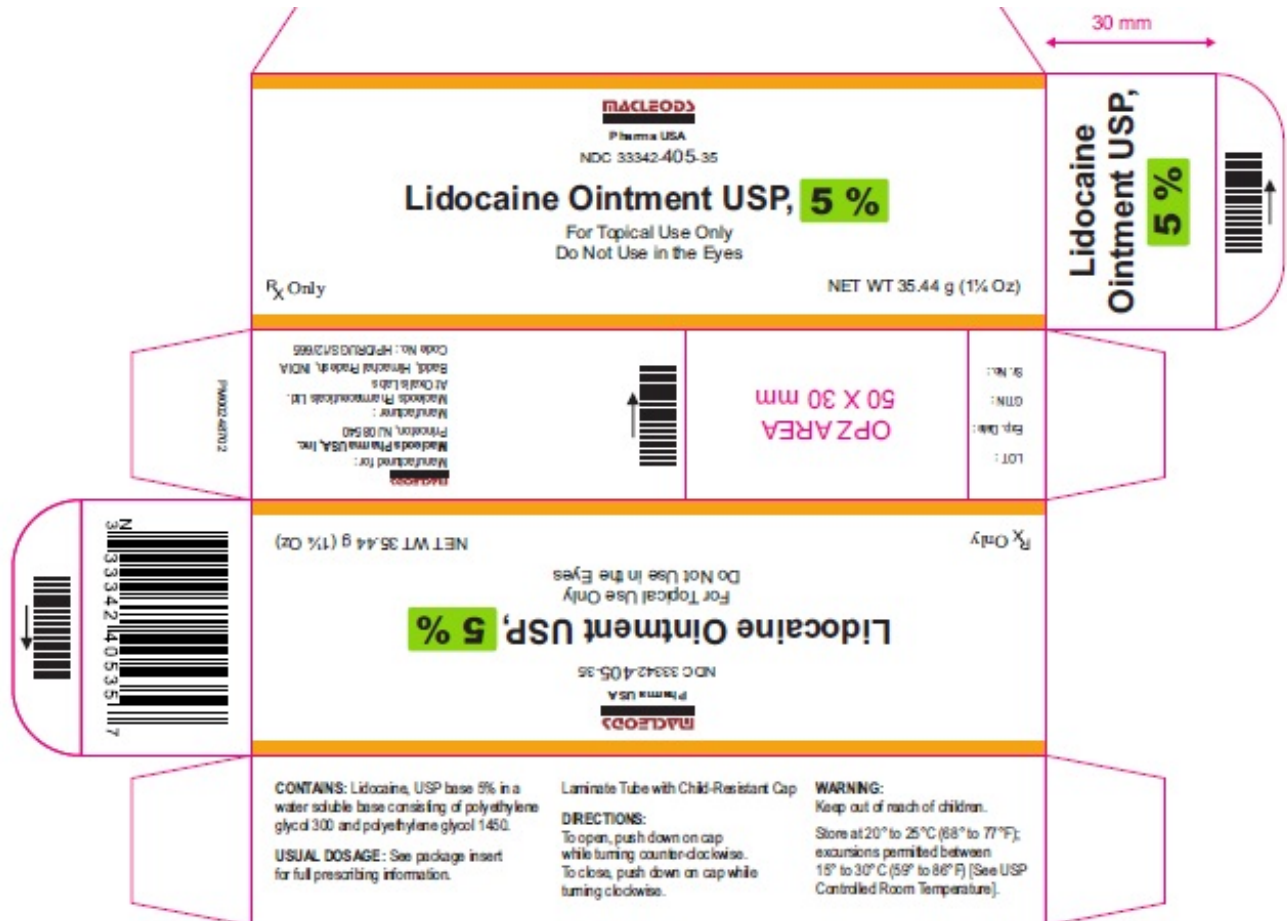 30 mm
MACLEODS
Pharma USA
NDC 33342-405-35
Lidocaine Ointment USP, 5 %
For Topical Use Only
Do Not Use in the Eyes
Rx Only
NET WT 35.44 g (1¼ Oz)
Lidocaine
Ointment USP,
5 %
MACLEODS
Manufactured for:
Macleods Pharma USA, Inc.
Princeton, NJ 08540
Manufacturer :
Macleods Pharmaceuticals Ltd.
At Oxalis Labs
Baddi, Himachal Pradesh, INDIA
Code No.: HP/DRUGS/12/665
OPZ AREA
50 X 30 mm
LOT :
Exp. Date :
GTIN :
Sr. No.:
MACLEODS
Pharma USA
NDC 33342-405-35
Lidocaine Ointment USP, 5 %
For Topical Use Only
Do Not Use in the Eyes
Rx Only
NET WT 35.44 g (1¼ Oz)
N
3 33342 40535 7
CONTAINS: Lidocaine, USP base 5% in a
water soluble base consisting of polyethylene
glycol 300 and polyethylene glycol 1450.
USUAL DOSAGE: See package insert
for full prescribing information.
Laminate Tube with Child-Resistant Cap
DIRECTIONS:
To open, push down on cap
while turning counter-clockwise.
To close, push down on cap while
turning clockwise.
WARNING:
Keep out of reach of children.
Store at 20° to 25°C (68° to 77°F);
excursions permitted between
15° to 30°C (59° to 86°F) [See USP
Controlled Room Temperature].